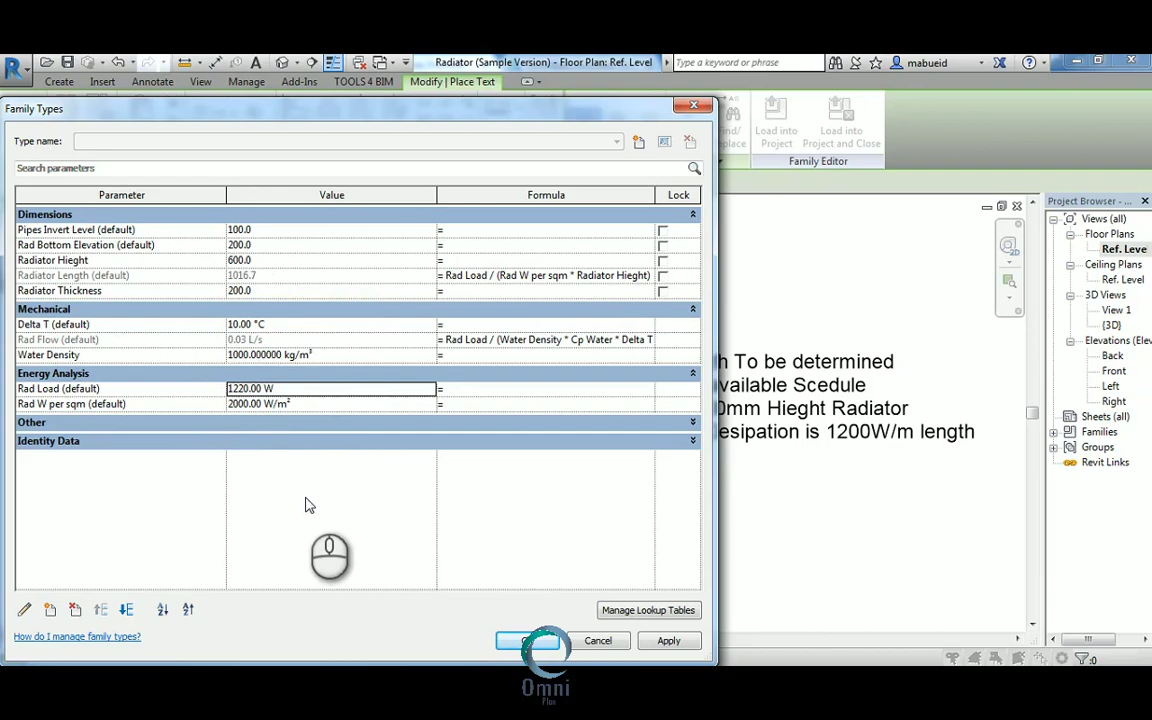 Radiator (Sample Version) - Floor Plan: Ref. Level
Type a keyword or phrase
mabueid
Create
Insert
Annotate
View
Manage
Add-Ins
TOOLS 4 BIM
Modify | Place Text
Family Types
Find/
place
Load into
Project
Load into
Project and Close
Family Editor
Type name:
Search parameters
Parameter
Value
Formula
Lock
Dimensions
Pipes Invert Level (default)
100.0
=
Rad Bottom Elevation (default)
200.0
=
Radiator Hieght
600.0
=
Radiator Length (default)
1016.7
= Rad Load / (Rad W per sqm * Radiator Hieght)
Radiator Thickness
200.0
=
Mechanical
Delta T (default)
10.00 °C
=
Rad Flow (default)
0.03 L/s
= Rad Load / (Water Density * Cp Water * Delta T
Water Density
1000.000000 kg/m³
=
Energy Analysis
Rad Load (default)
1220.00 W
=
Rad W per sqm (default)
2000.00 W/m²
=
Other
Identity Data
Manage Lookup Tables
How do I manage family types?
Cancel
Apply
h To be determined
vailable Scedule
0mm Hieght Radiator
esipation is 1200W/m length
Project Browser - ...
Views (all)
Floor Plans
Ref. Leve
Ceiling Plans
Ref. Level
3D Views
View 1
{3D}
Elevations (Elev
Back
Front
Left
Right
Sheets (all)
Families
Groups
Revit Links
:0
Omni
Plan